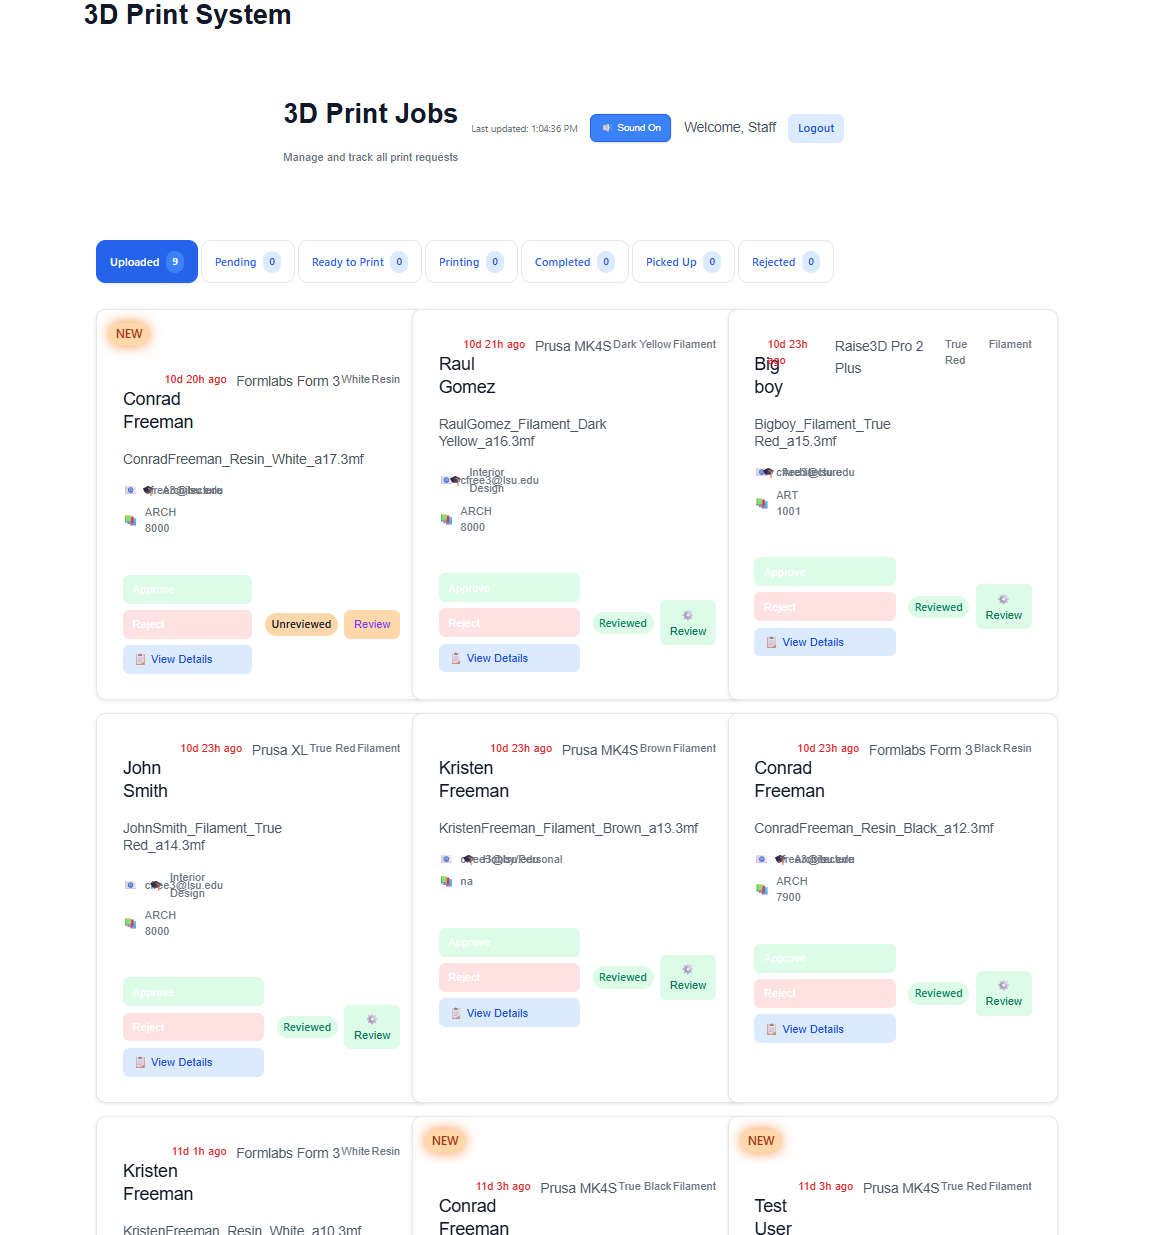 3D Print System
3D Print Jobs
Last updated: 1:04:36 PM
Sound On
Welcome, Staff
Logout
Manage and track all print requests
Uploaded 9
Pending 0
Ready to Print 0
Printing 0
Completed 0
Picked Up 0
Rejected 0
NEW
10d 20h ago Formlabs Form 3 White Resin
Conrad
Freeman
ConradFreeman_Resin_White_a17.3mf
ARCH
8000
Approve
Reject
View Details
Unreviewed
Review
10d 21h ago Prusa MK4S Dark Yellow Filament
Raul
Gomez
RaulGomez_Filament_Dark
Yellow_a16.3mf
Interior
cfree3@lsu.edu
Design
ARCH
8000
Approve
Reject
View Details
Reviewed
Review
10d 23h
ago
Raise3D Pro 2
Plus
True
Red
Filament
Big
boy
Bigboy_Filament_True
Red_a15.3mf
ART
1001
Approve
Reject
View Details
Reviewed
Review
10d 23h ago Prusa XL True Red Filament
John
Smith
JohnSmith_Filament_True
Red_a14.3mf
Interior
cfree3@lsu.edu
Design
ARCH
8000
Approve
Reject
View Details
Reviewed
Review
10d 23h ago Prusa MK4S Brown Filament
Kristen
Freeman
KristenFreeman_Filament_Brown_a13.3mf
na
Approve
Reject
View Details
Reviewed
Review
10d 23h ago Formlabs Form 3 Black Resin
Conrad
Freeman
ConradFreeman_Resin_Black_a12.3mf
ARCH
7900
Approve
Reject
View Details
Reviewed
Review
11d 1h ago Formlabs Form 3 White Resin
Kristen
Freeman
KristenFreeman_Resin_White_a10.3mf
NEW
11d 3h ago Prusa MK4S True Black Filament
Conrad
Freeman
NEW
11d 3h ago Prusa MK4S True Red Filament
Test
User